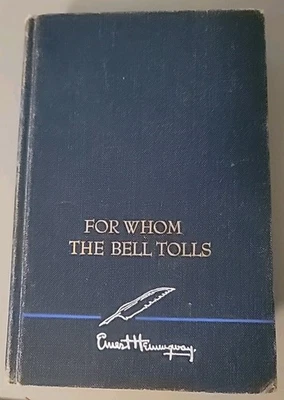 FOR WHOM
THE BELL TOLLS
Ernest Hemingway.